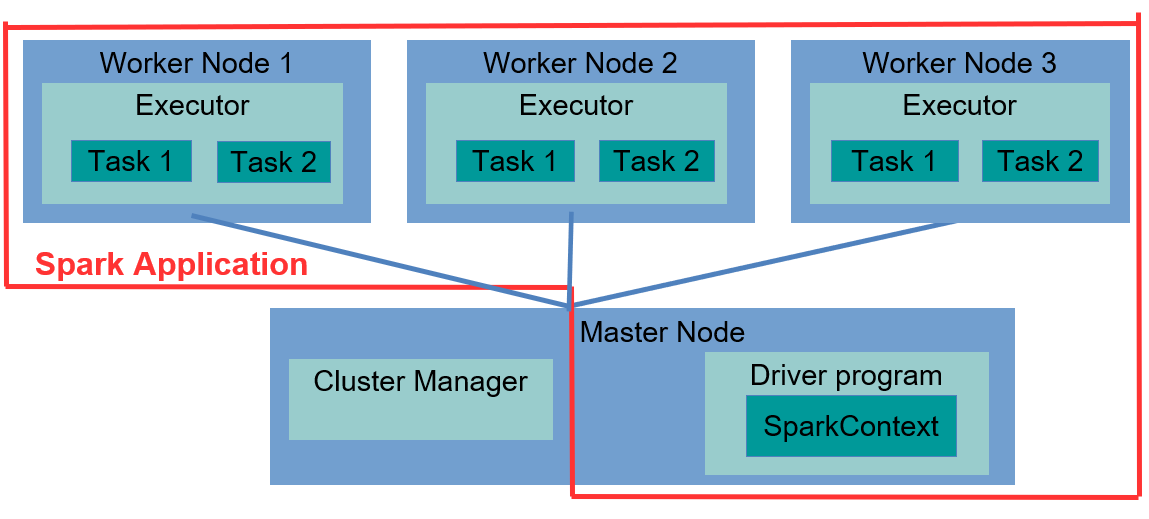 Worker Node 1
Executor
Task 1
Task 2
Worker Node 2
Executor
Task 1
Task 2
Worker Node 3
Executor
Task 1
Task 2
Spark Application
Master Node
Cluster Manager
Driver program
SparkContext